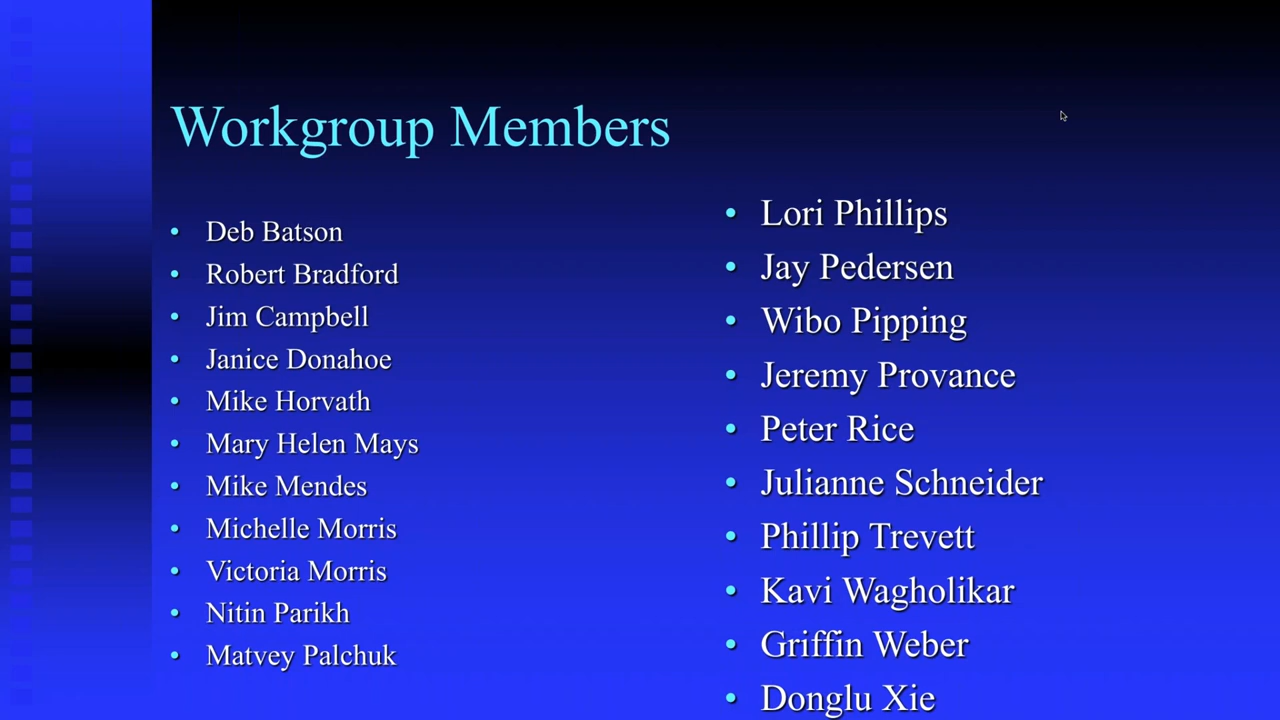 Workgroup Members
• Deb Batson
• Robert Bradford
• Jim Campbell
• Janice Donahoe
• Mike Horvath
• Mary Helen Mays
• Mike Mendes
• Michelle Morris
• Victoria Morris
• Nitin Parikh
• Matvey Palchuk
• Lori Phillips
• Jay Pedersen
• Wibo Pipping
• Jeremy Provance
• Peter Rice
• Julianne Schneider
• Phillip Trevett
• Kavi Wagholikar
• Griffin Weber
• Donglu Xie